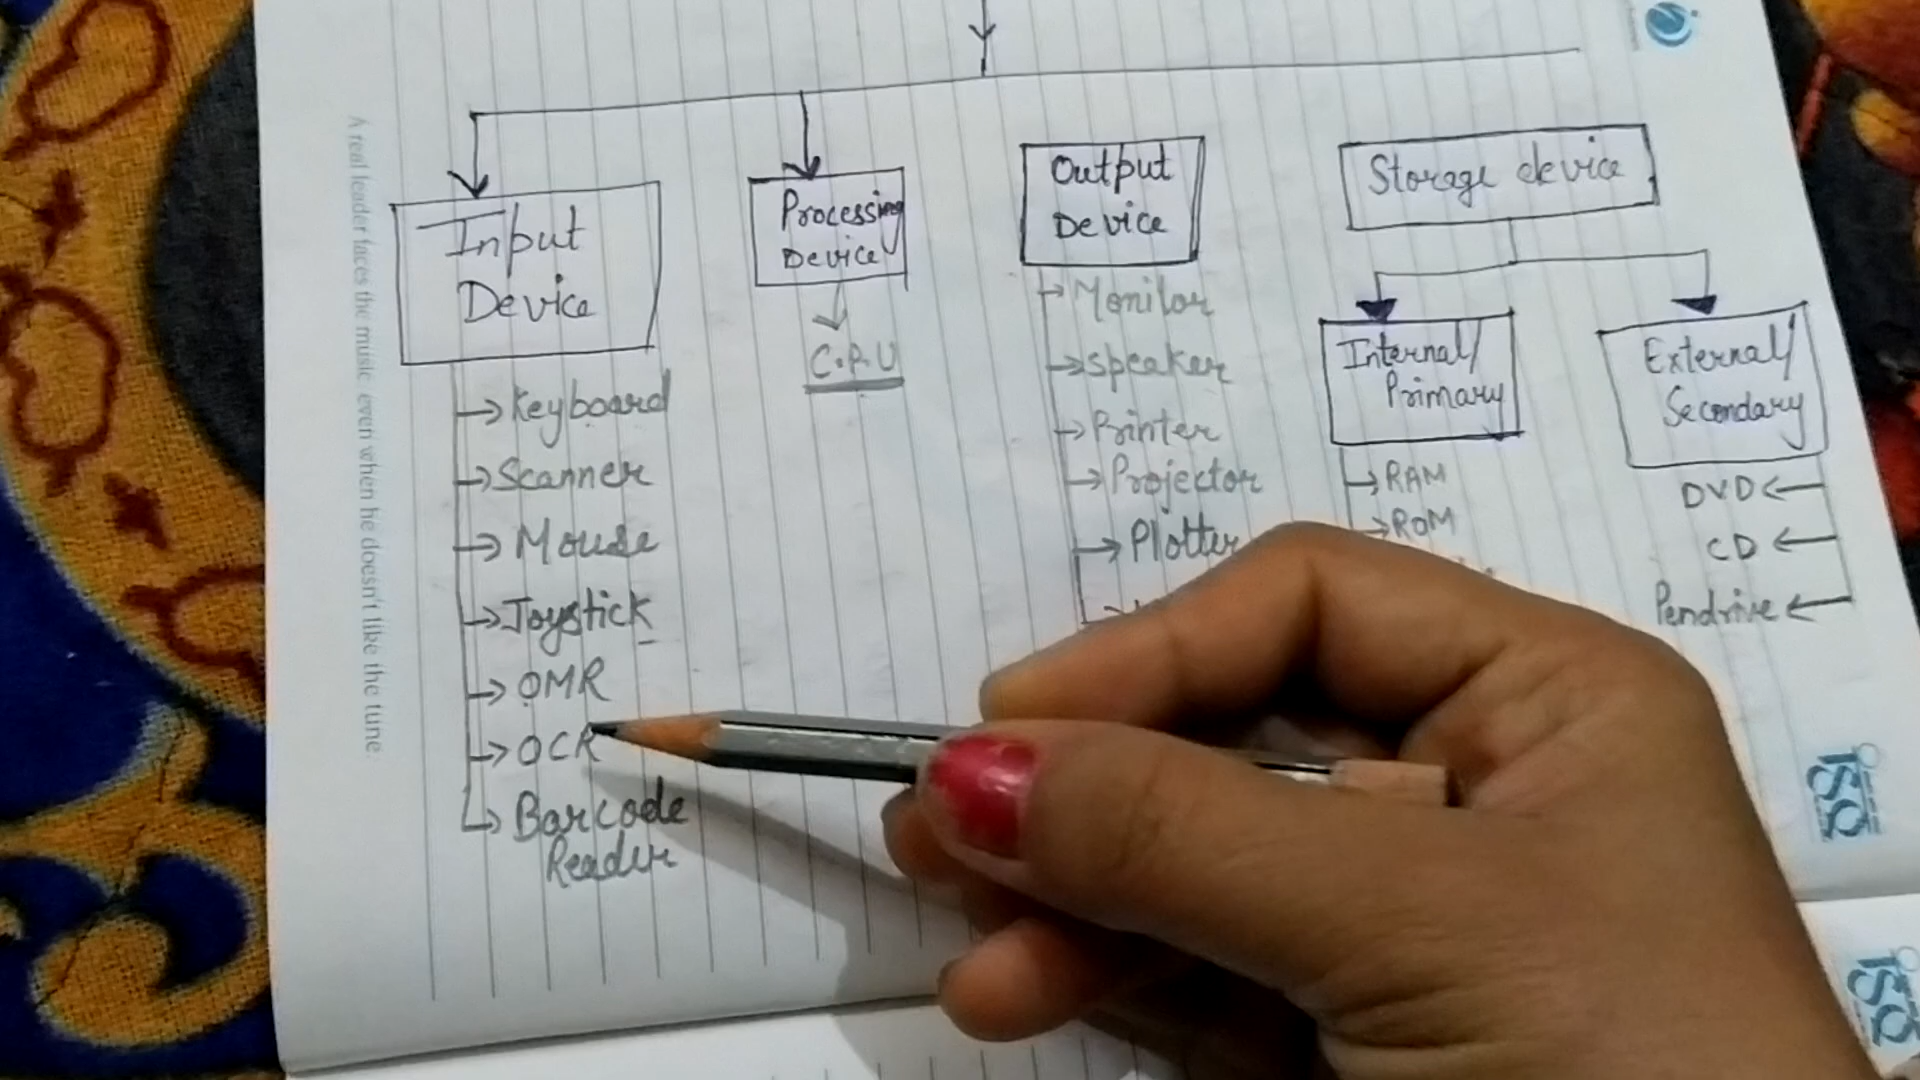 Input
Device
Keyboard
Scanner
Mouse
Joystick
OMR
OCR
Barcode
Reader
Processing
Device
C.P.U
Output
Device
Monitor
Speaker
Printer
Projector
Plotter
Storage device
Internal/
Primary
RAM
ROM
External/
Secondary
DVD
CD
Pendrive
A real leader faces the music even when he doesn't like the tune.